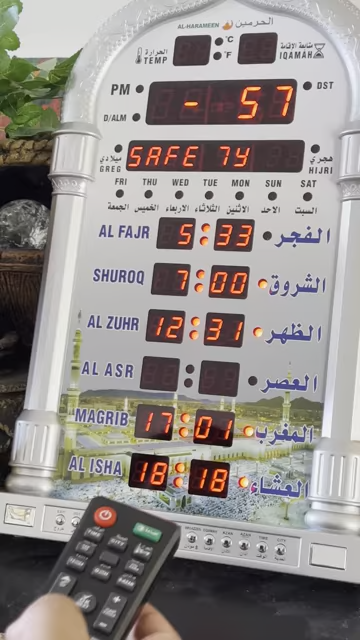 الحرمين AL-HARAMEEN
الحرارة TEMP °C °F IQAMAH
PM - 57 DST
D/ALM
ميلادي GREG SAFE 74 هجري HIJRI
FRI THU WED TUE MON SUN SAT
الجمعة الخميس الاربعاء الثلاثاء الاثنين الاحد السبت
AL FAJR 5:33 الفجر
SHUROQ 7:00 الشروق
AL ZUHR 12:31 الظهر
AL ASR العصر
MAGRIB 17:01 المغرب
AL ISHA 18:18 العشاء